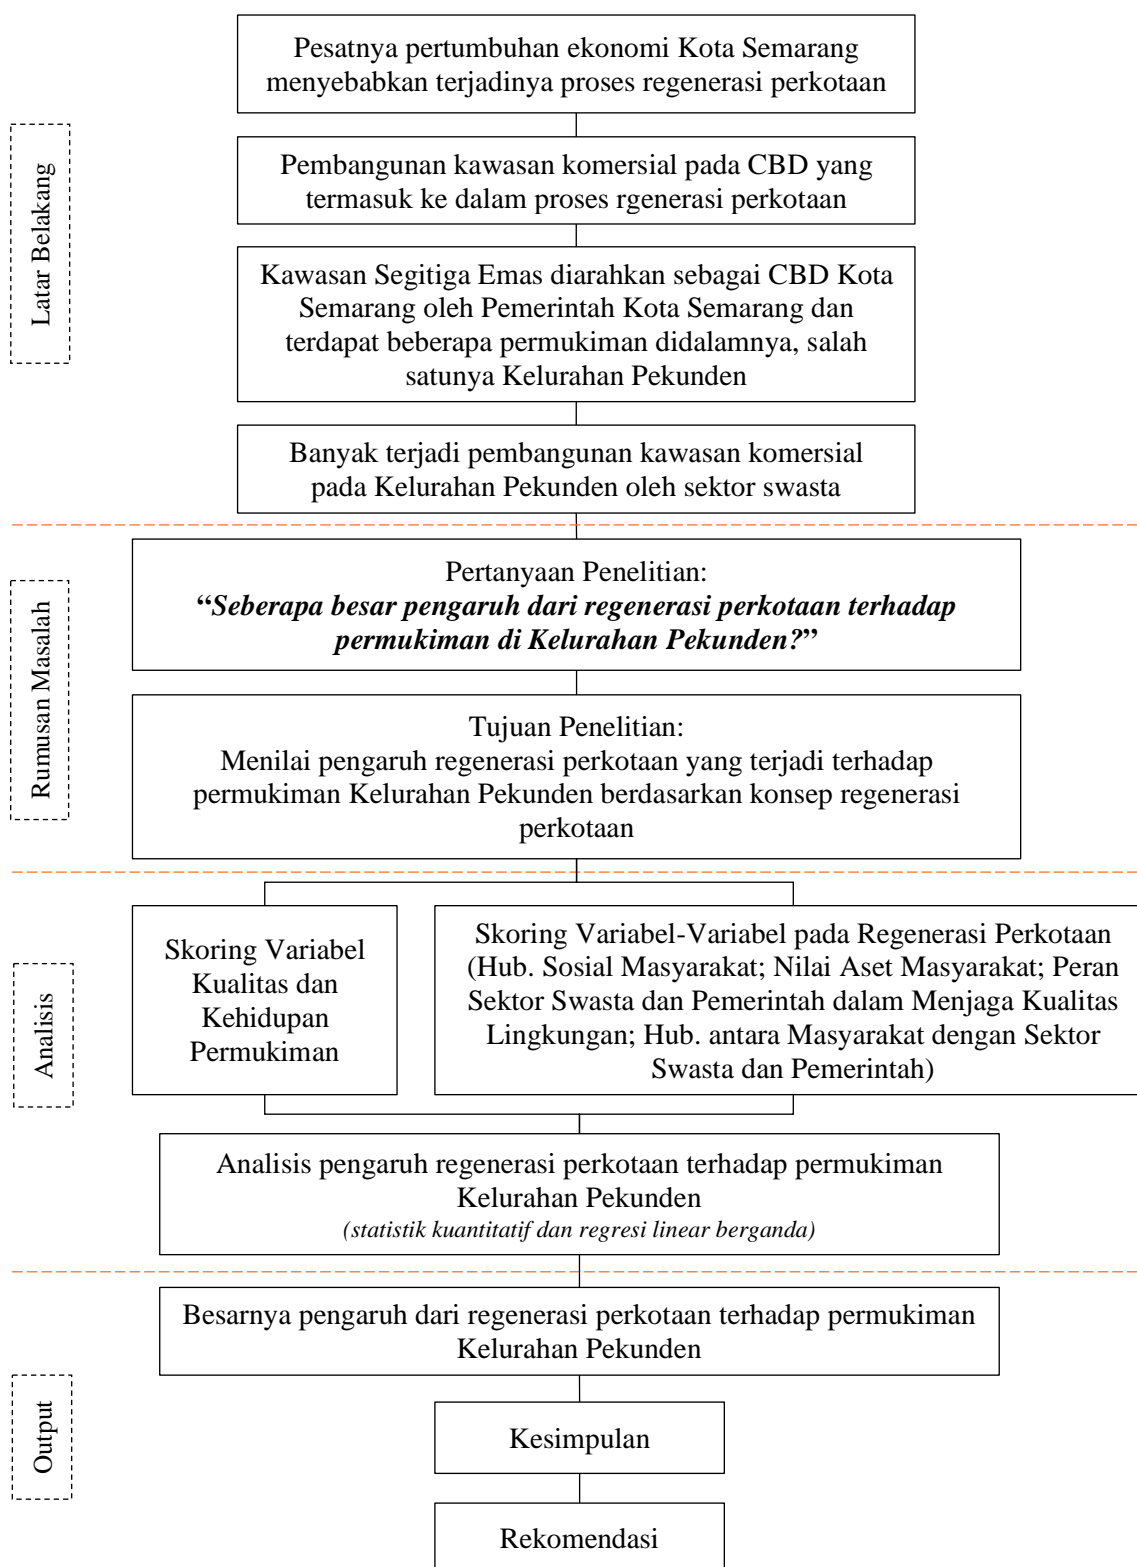 Pesatnya pertumbuhan ekonomi Kota Semarang
menyebabkan terjadinya proses regenerasi perkotaan
Latar Belakang
Pembangunan kawasan komersial pada CBD yang
termasuk ke dalam proses rgenerasi perkotaan
Kawasan Segitiga Emas diarahkan sebagai CBD Kota
Semarang oleh Pemerintah Kota Semarang dan
terdapat beberapa permukiman didalamnya, salah
satunya Kelurahan Pekunden
Banyak terjadi pembangunan kawasan komersial
pada Kelurahan Pekunden oleh sektor swasta
Rumusan Masalah
Pertanyaan Penelitian:
“Seberapa besar pengaruh dari regenerasi perkotaan terhadap
permukiman di Kelurahan Pekunden?”
Tujuan Penelitian:
Menilai pengaruh regenerasi perkotaan yang terjadi terhadap
permukiman Kelurahan Pekunden berdasarkan konsep regenerasi
perkotaan
Analisis
Skoring Variabel
Kualitas dan
Kehidupan
Permukiman
Skoring Variabel-Variabel pada Regenerasi Perkotaan
(Hub. Sosial Masyarakat; Nilai Aset Masyarakat; Peran
Sektor Swasta dan Pemerintah dalam Menjaga Kualitas
Lingkungan; Hub. antara Masyarakat dengan Sektor
Swasta dan Pemerintah)
Analisis pengaruh regenerasi perkotaan terhadap permukiman
Kelurahan Pekunden
(statistik kuantitatif dan regresi linear berganda)
Output
Besarnya pengaruh dari regenerasi perkotaan terhadap permukiman
Kelurahan Pekunden
Kesimpulan
Rekomendasi